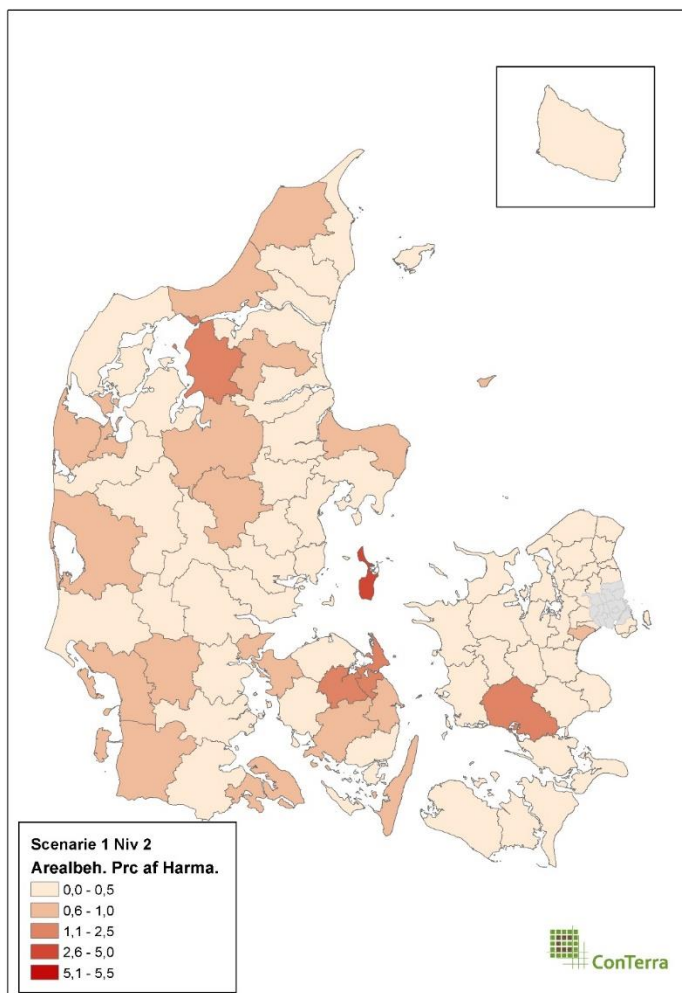 Scenarie 1 Niv 2
Arealbeh. Prc af Harma.
0,0 - 0,5
0,6 - 1,0
1,1 - 2,5
2,6 - 5,0
5,1 - 5,5
ConTerra